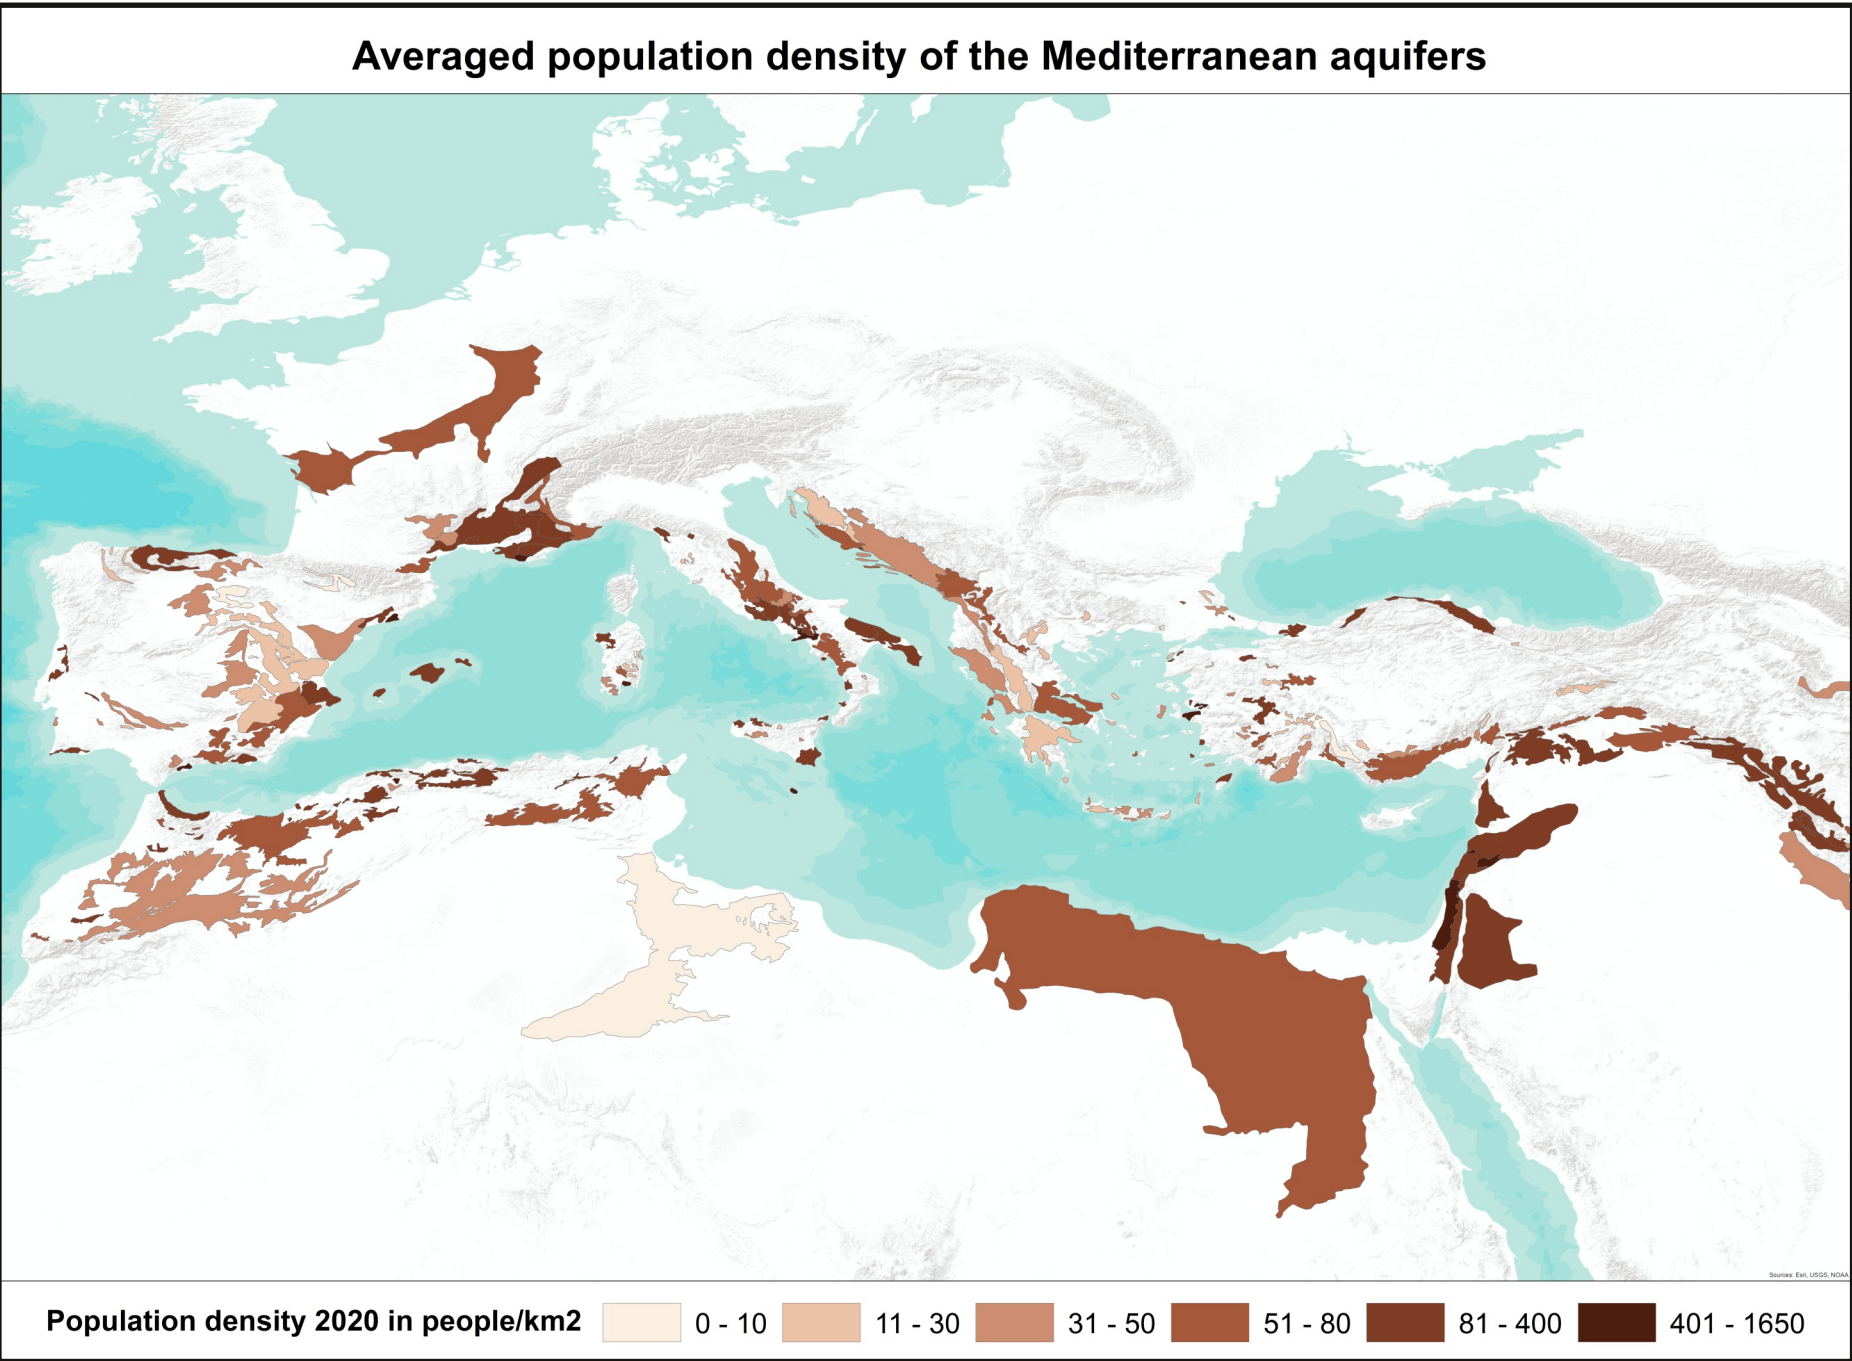 Averaged population density of the Mediterranean aquifers
Sources: Esri, USGS, NOAA
Population density 2020 in people/km2 0 - 10 11 - 30 31 - 50 51 - 80 81 - 400 401 - 1650